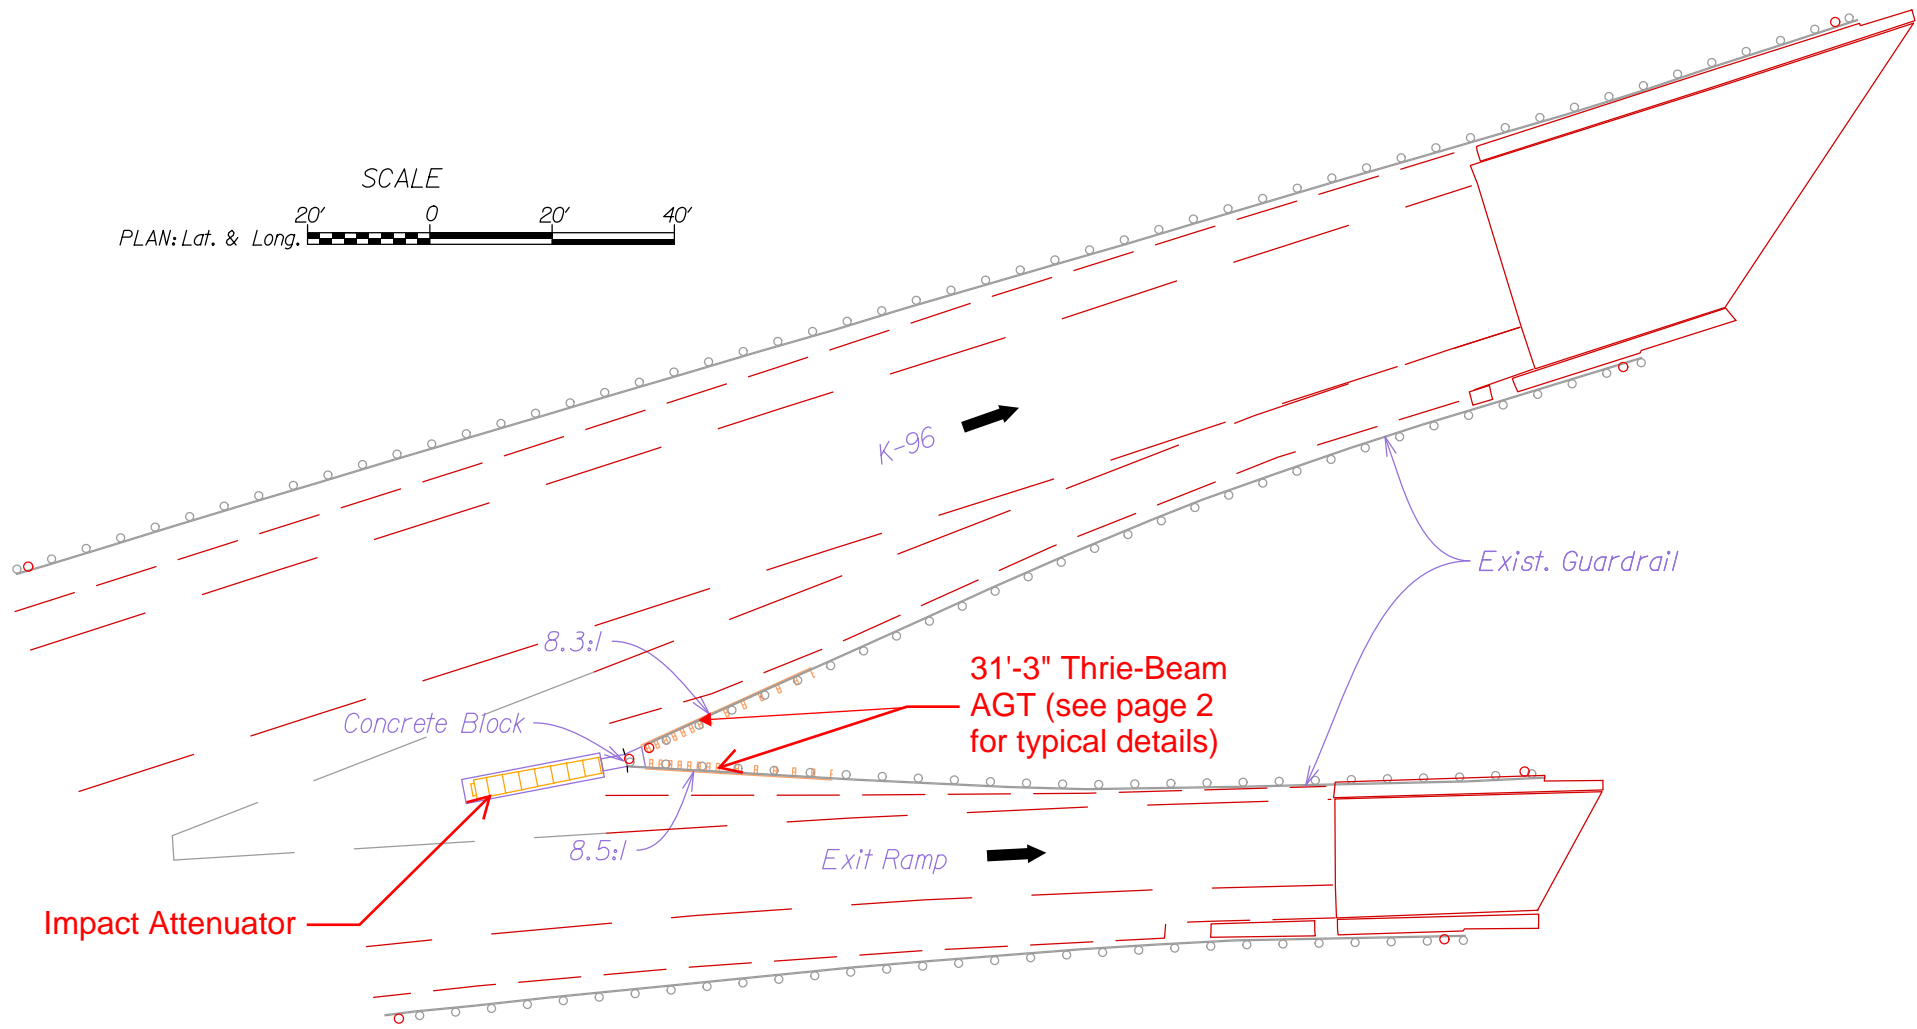 SCALE
20' 0 20' 40'
PLAN: Lat. & Long.
K-96
Exist. Guardrail
8.3:1
31'-3" Thrie-Beam
AGT (see page 2
for typical details)
Concrete Block
8.5:1
Exit Ramp
Impact Attenuator